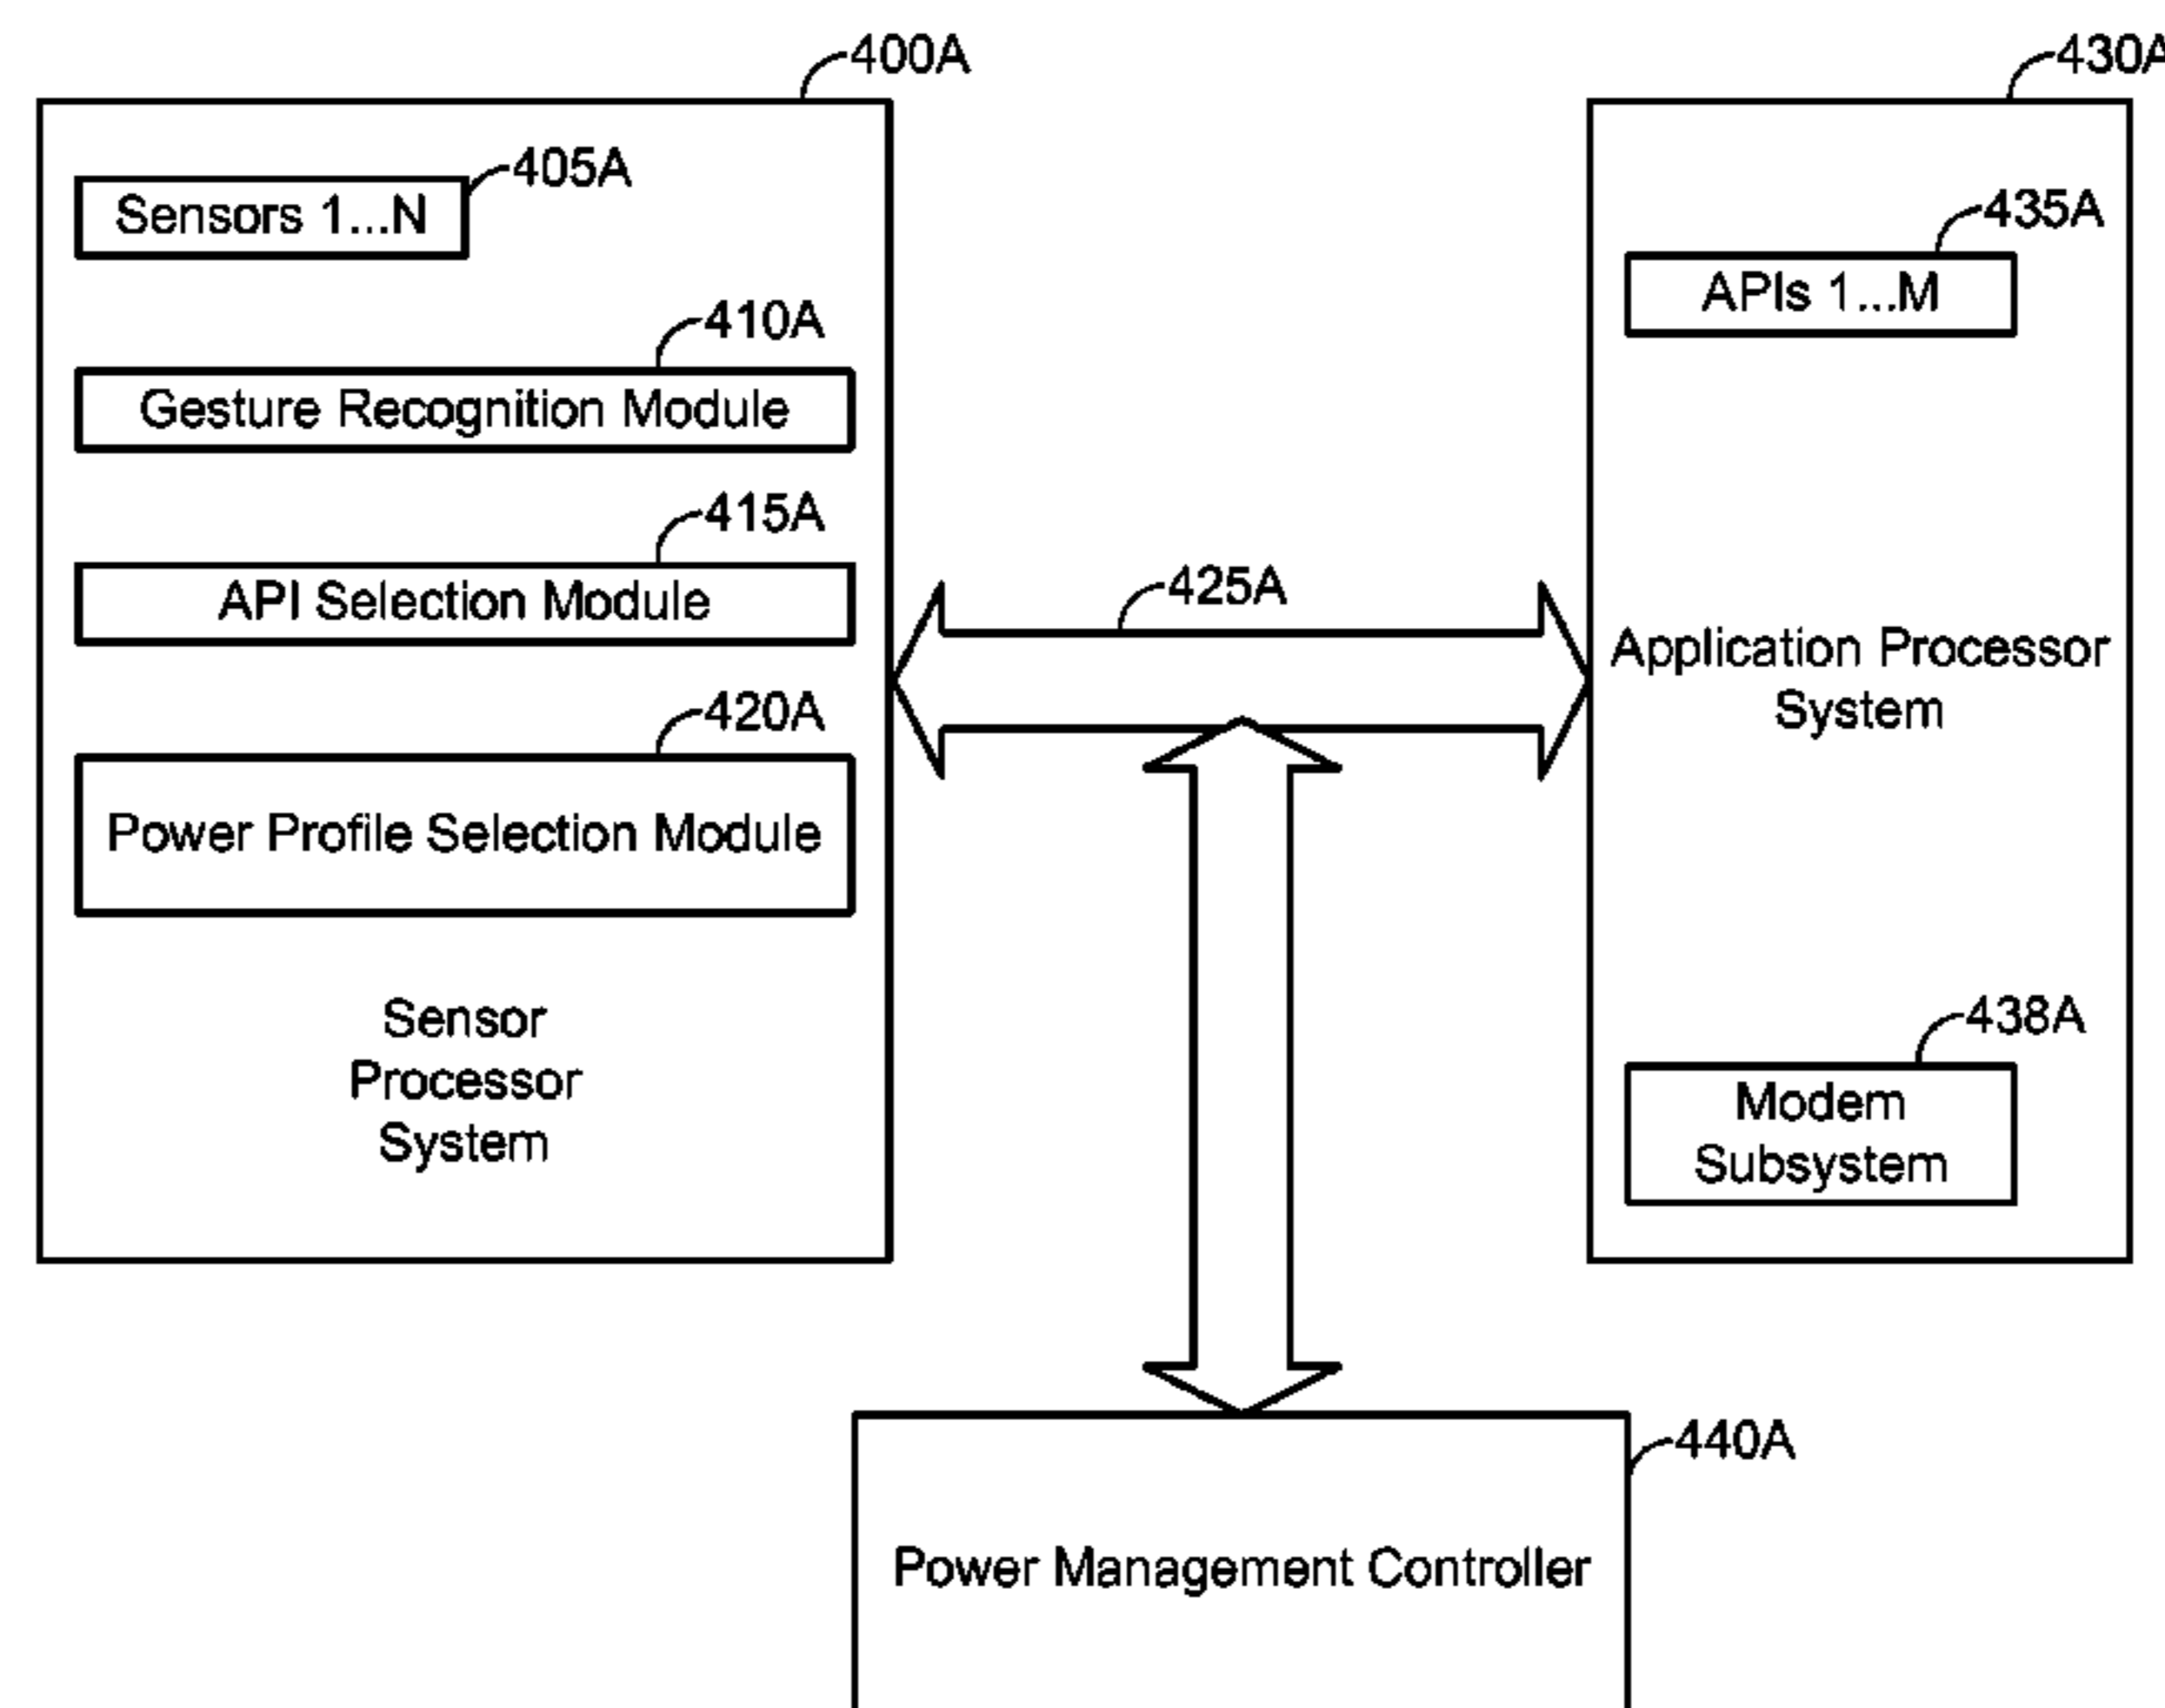 400A
405A
Sensors 1...N
410A
Gesture Recognition Module
415A
API Selection Module
420A
Power Profile Selection Module
Sensor
Processor
System
425A
430A
435A
APIs 1...M
Application Processor
System
438A
Modem
Subsystem
440A
Power Management Controller